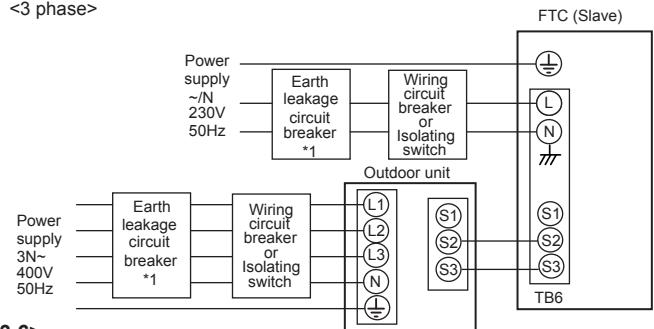 <3 phase>
FTC (Slave)
Power
supply
~/N
230V
50Hz
Earth
leakage
circuit
breaker
*1
Wiring
circuit
breaker
or
Isolating
switch
L
N
S1
S2
S3
TB6
Outdoor unit
Power
supply
3N~
400V
50Hz
Earth
leakage
circuit
breaker
*1
Wiring
circuit
breaker
or
Isolating
switch
L1
L2
L3
N
S1
S2
S3